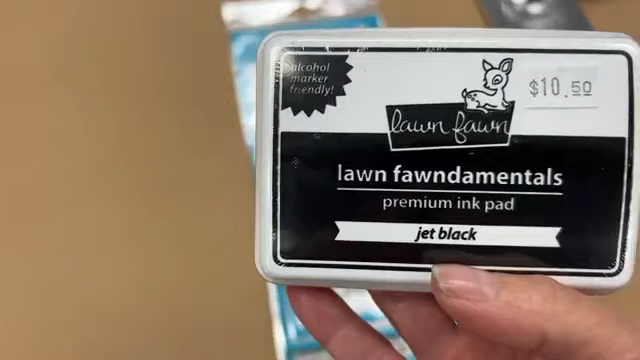 alcohol
marker
friendly!
$10.50
lawn fawn
lawn fawndamentals
premium ink pad
jet black